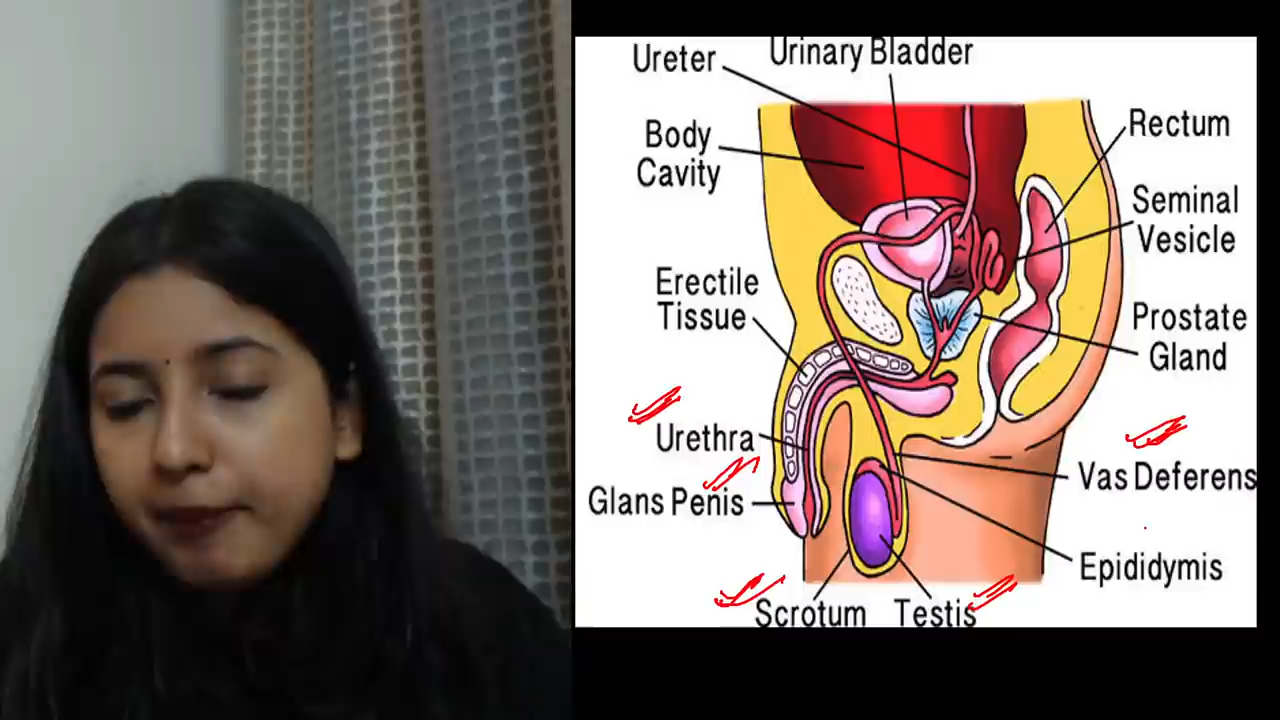 Ureter
Urinary Bladder
Body
Cavity
Rectum
Seminal
Vesicle
Erectile
Tissue
Prostate
Gland
Urethra
Vas Deferens
Glans Penis
Epididymis
Scrotum
Testis